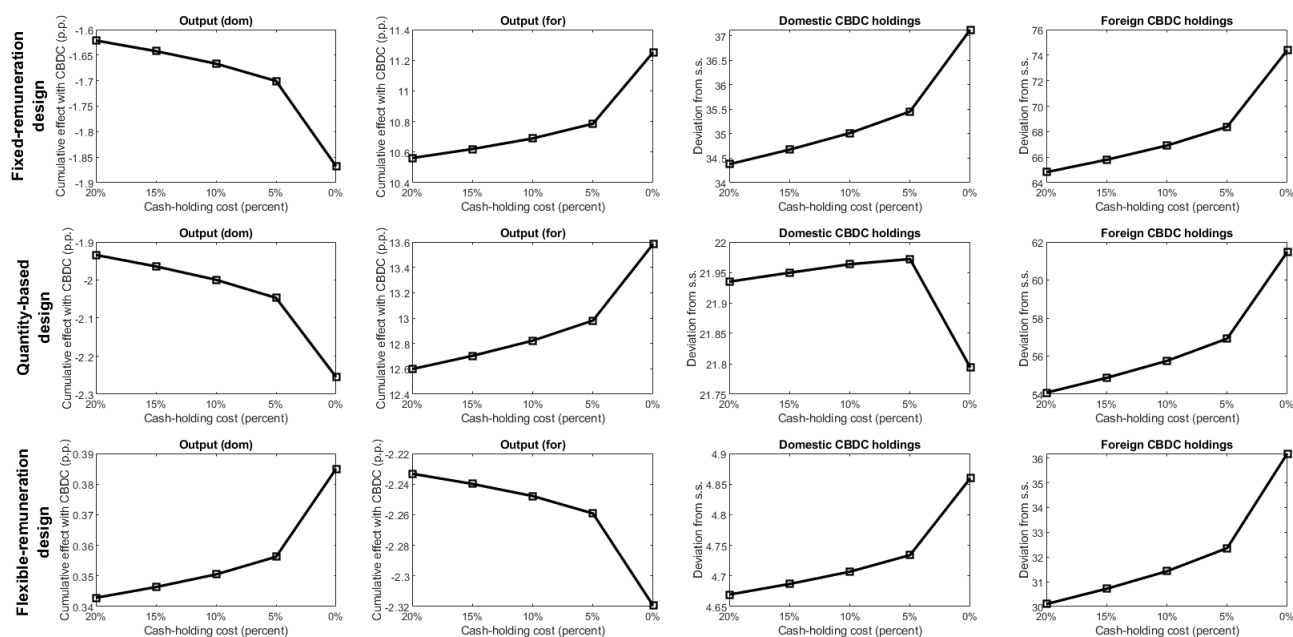 Fixed-remuneration
design
Output (dom)
Cumulative effect with CBDC (p.p.)
-1.6
-1.65
-1.7
-1.75
-1.8
-1.85
-1.9
20% 15% 10% 5% 0%
Cash-holding cost (percent)
Output (for)
Cumulative effect with CBDC (p.p.)
11.4
11.2
11
10.8
10.6
10.4
20% 15% 10% 5% 0%
Cash-holding cost (percent)
Domestic CBDC holdings
Deviation from s.s.
37
36.5
36
35.5
35
34.5
34
20% 15% 10% 5% 0%
Cash-holding cost (percent)
Foreign CBDC holdings
Deviation from s.s.
76
74
72
70
68
66
64
20% 15% 10% 5% 0%
Cash-holding cost (percent)
Quantity-based
design
Output (dom)
Cumulative effect with CBDC (p.p.)
-1.9
-2
-2.1
-2.2
-2.3
20% 15% 10% 5% 0%
Cash-holding cost (percent)
Output (for)
Cumulative effect with CBDC (p.p.)
13.6
13.4
13.2
13
12.8
12.6
12.4
20% 15% 10% 5% 0%
Cash-holding cost (percent)
Domestic CBDC holdings
Deviation from s.s.
22
21.95
21.9
21.85
21.8
21.75
20% 15% 10% 5% 0%
Cash-holding cost (percent)
Foreign CBDC holdings
Deviation from s.s.
62
60
58
56
54
20% 15% 10% 5% 0%
Cash-holding cost (percent)
Flexible-remuneration
design
Output (dom)
Cumulative effect with CBDC (p.p.)
0.39
0.38
0.37
0.36
0.35
0.34
20% 15% 10% 5% 0%
Cash-holding cost (percent)
Output (for)
Cumulative effect with CBDC (p.p.)
-2.22
-2.24
-2.26
-2.28
-2.3
-2.32
20% 15% 10% 5% 0%
Cash-holding cost (percent)
Domestic CBDC holdings
Deviation from s.s.
4.9
4.85
4.8
4.75
4.7
4.65
20% 15% 10% 5% 0%
Cash-holding cost (percent)
Foreign CBDC holdings
Deviation from s.s.
36
35
34
33
32
31
30
20% 15% 10% 5% 0%
Cash-holding cost (percent)